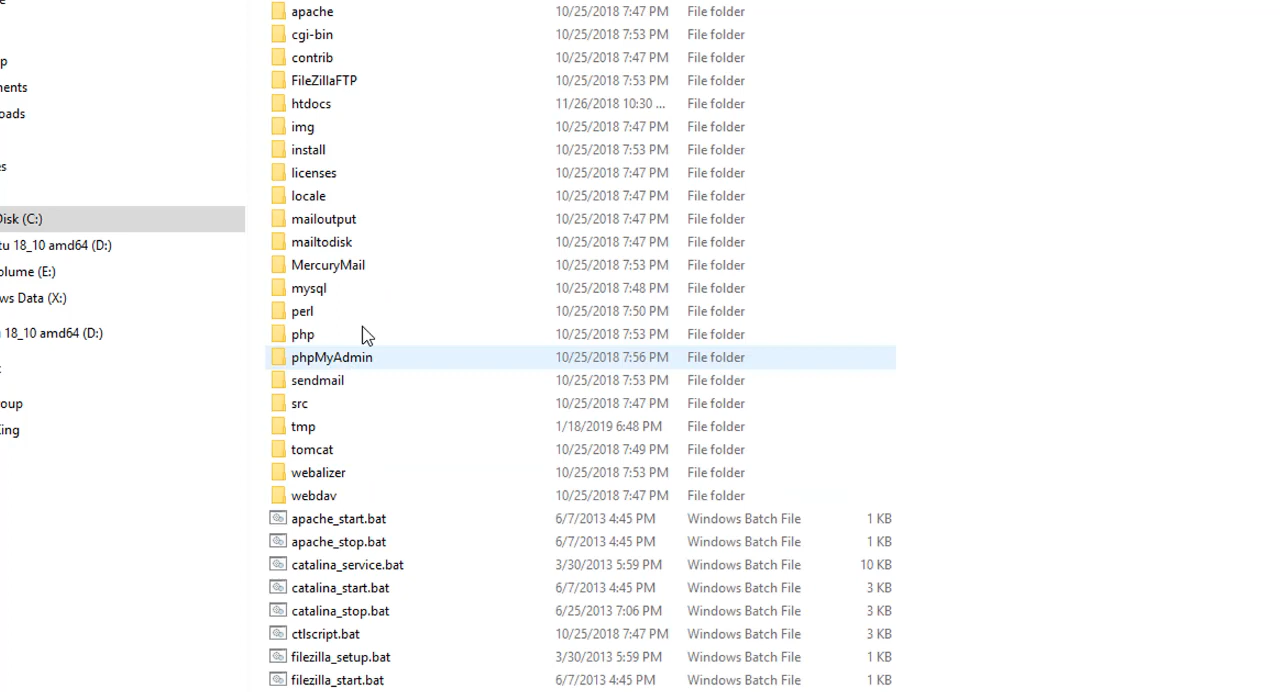 apache 10/25/2018 7:47 PM File folder
cgi-bin 10/25/2018 7:53 PM File folder
contrib 10/25/2018 7:47 PM File folder
FileZillaFTP 10/25/2018 7:53 PM File folder
htdocs 11/26/2018 10:30 ... File folder
img 10/25/2018 7:47 PM File folder
install 10/25/2018 7:53 PM File folder
licenses 10/25/2018 7:47 PM File folder
locale 10/25/2018 7:47 PM File folder
mailoutput 10/25/2018 7:47 PM File folder
mailtodisk 10/25/2018 7:47 PM File folder
MercuryMail 10/25/2018 7:53 PM File folder
mysql 10/25/2018 7:48 PM File folder
perl 10/25/2018 7:50 PM File folder
php 10/25/2018 7:53 PM File folder
phpMyAdmin 10/25/2018 7:56 PM File folder
sendmail 10/25/2018 7:53 PM File folder
src 10/25/2018 7:47 PM File folder
tmp 1/18/2019 6:48 PM File folder
tomcat 10/25/2018 7:49 PM File folder
webalizer 10/25/2018 7:53 PM File folder
webdav 10/25/2018 7:47 PM File folder
apache_start.bat 6/7/2013 4:45 PM Windows Batch File 1 KB
apache_stop.bat 6/7/2013 4:45 PM Windows Batch File 1 KB
catalina_service.bat 3/30/2013 5:59 PM Windows Batch File 10 KB
catalina_start.bat 6/7/2013 4:45 PM Windows Batch File 3 KB
catalina_stop.bat 6/25/2013 7:06 PM Windows Batch File 3 KB
ctlscript.bat 10/25/2018 7:47 PM Windows Batch File 3 KB
filezilla_setup.bat 3/30/2013 5:59 PM Windows Batch File 1 KB
filezilla_start.bat 6/7/2013 4:45 PM Windows Batch File 1 KB
p
ents
oads
s
Disk (C:)
tu 18_10 amd64 (D:)
olume (E:)
ws Data (X:)
18_10 amd64 (D:)
oup